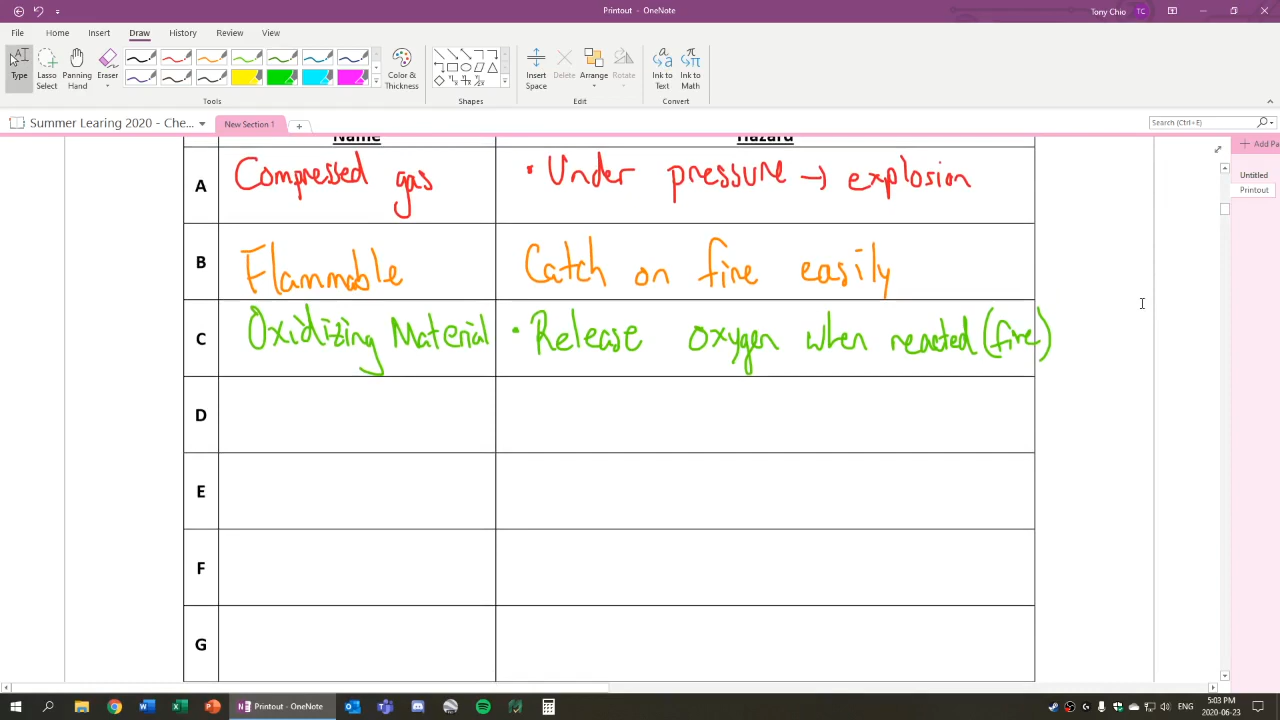 Printout - OneNote
Tony Chio
File Home Insert Draw History Review View
Type
Lasso Select
Panning Hand
Eraser
Color & Thickness
Insert Space
Delete
Arrange
Rotate
Ink to Text
Ink to Math
Tools
Shapes
Edit
Convert
Summer Learing 2020 - Che...
New Section 1
Search (Ctrl+E)
Add Pa
Untitled
Printout
Name Hazard
A Compressed gas • Under pressure → explosion
B Flammable Catch on fire easily
C Oxidizing Material • Release oxygen when reacted (fire)
D
E
F
G
Printout - OneNote
5:03 PM
2020-06-23